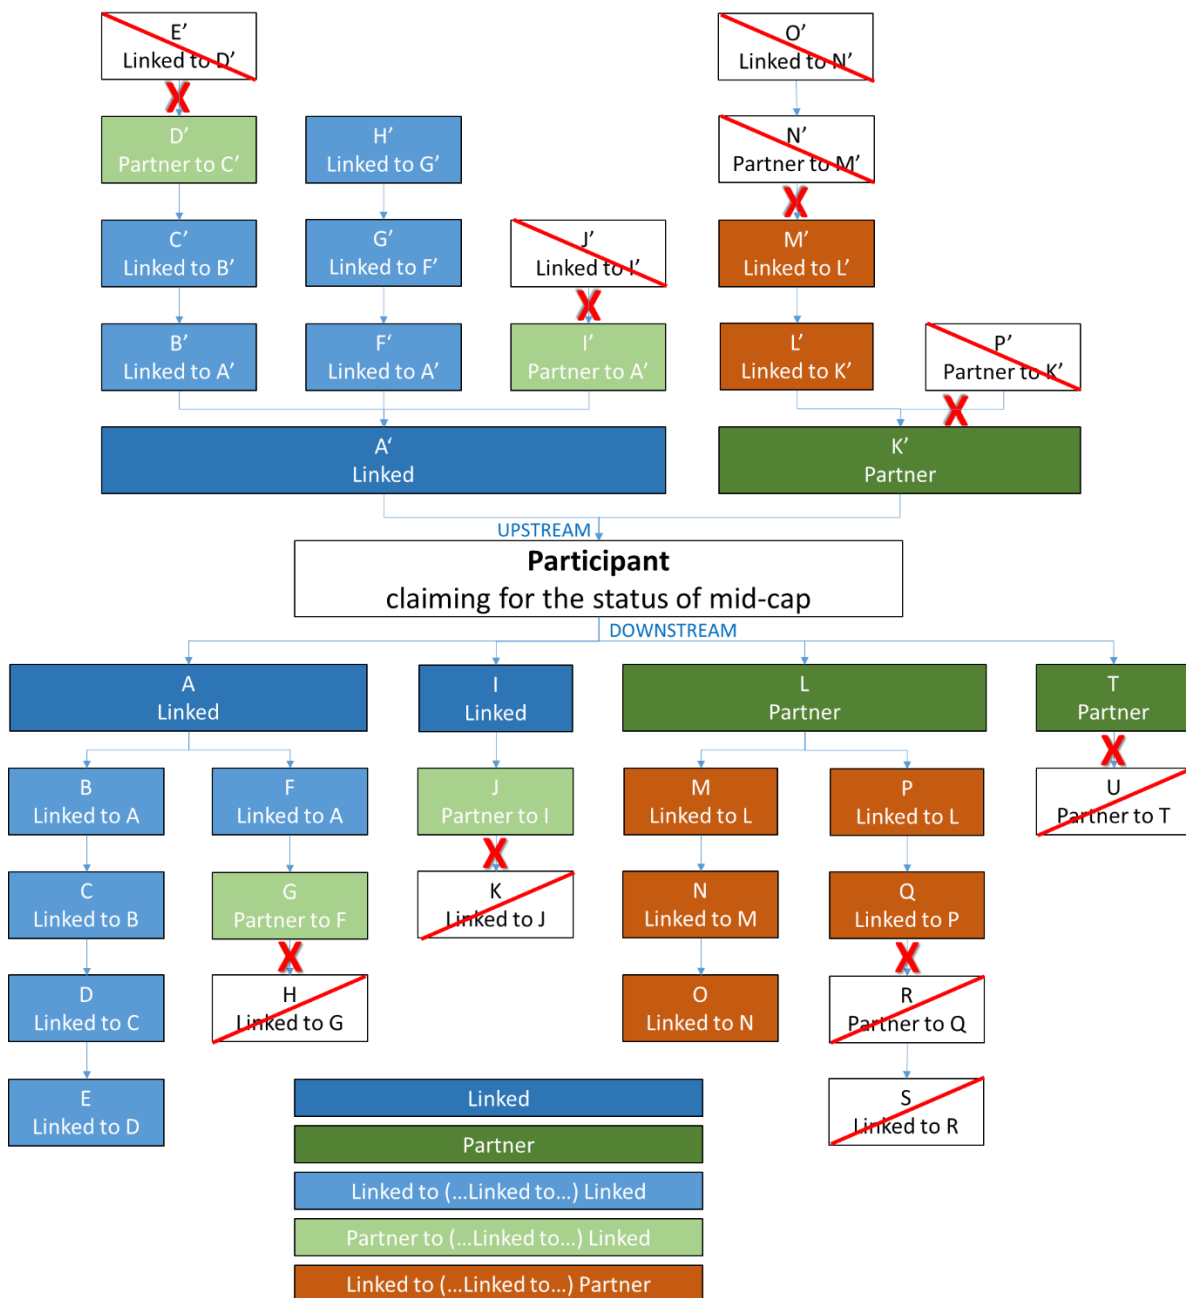 E’
Linked to D’
O’
Linked to N’
X
D’
Partner to C’
H’
Linked to G’
N’
Partner to M’
X
C’
Linked to B’
G’
Linked to F’
J’
Linked to I’
M’
Linked to L’
X
B’
Linked to A’
F‘
Linked to A’
I’
Partner to A’
L’
Linked to K’
P’
Partner to K’
X
A‘
Linked
K’
Partner
UPSTREAM
Participant
claiming for the status of mid-cap
DOWNSTREAM
A
Linked
I
Linked
L
Partner
T
Partner
X
B
Linked to A
F
Linked to A
J
Partner to I
M
Linked to L
P
Linked to L
U
Partner to T
X
C
Linked to B
G
Partner to F
K
Linked to J
N
Linked to M
Q
Linked to P
X
X
D
Linked to C
H
Linked to G
O
Linked to N
R
Partner to Q
E
Linked to D
S
Linked to R
Linked
Partner
Linked to (...Linked to...) Linked
Partner to (...Linked to...) Linked
Linked to (...Linked to...) Partner